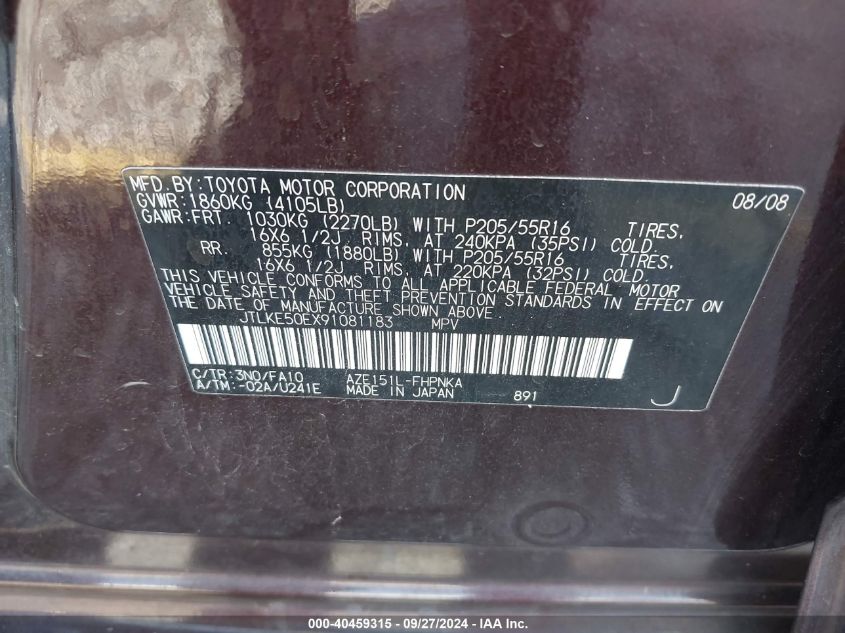 MFD.BY:TOYOTA MOTOR CORPORATION 08/08
GVWR:1860KG (4105LB)
GAWR:FRT. 1030KG (2270LB) WITH P205/55R16 TIRES,
16X6 1/2J RIMS, AT 240KPA (35PSI) COLD.
RR. 855KG (1880LB) WITH P205/55R16 TIRES,
16X6 1/2J RIMS, AT 220KPA (32PSI) COLD.
THIS VEHICLE CONFORMS TO ALL APPLICABLE FEDERAL MOTOR
VEHICLE SAFETY AND THEFT PREVENTION STANDARDS IN EFFECT ON
THE DATE OF MANUFACTURE SHOWN ABOVE.
JTLKE50EX91081183 MPV
C/TR:3N0/FA10 AZE151L-FHPNKA
A/TM:-02A/U241E MADE IN JAPAN 891 J
000-40459315 - 09/27/2024 - IAA Inc.